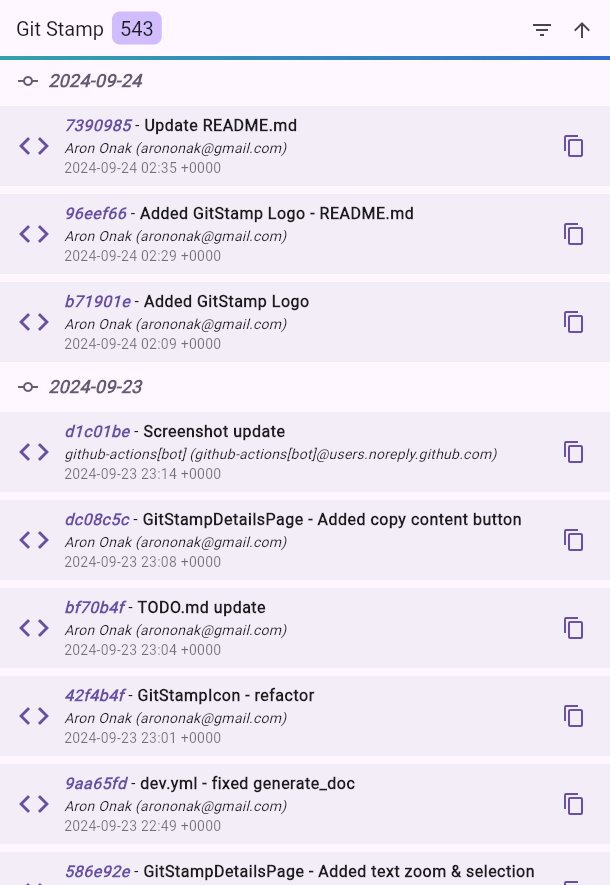 Git Stamp 543
2024-09-24
7390985 - Update README.md
Aron Onak (arononak@gmail.com)
2024-09-24 02:35 +0000
96eef66 - Added GitStamp Logo - README.md
Aron Onak (arononak@gmail.com)
2024-09-24 02:29 +0000
b71901e - Added GitStamp Logo
Aron Onak (arononak@gmail.com)
2024-09-24 02:09 +0000
2024-09-23
d1c01be - Screenshot update
github-actions[bot] (github-actions[bot]@users.noreply.github.com)
2024-09-23 23:14 +0000
dc08c5c - GitStampDetailsPage - Added copy content button
Aron Onak (arononak@gmail.com)
2024-09-23 23:08 +0000
bf70b4f - TODO.md update
Aron Onak (arononak@gmail.com)
2024-09-23 23:04 +0000
42f4b4f - GitStampIcon - refactor
Aron Onak (arononak@gmail.com)
2024-09-23 23:01 +0000
9aa65fd - dev.yml - fixed generate_doc
Aron Onak (arononak@gmail.com)
2024-09-23 22:49 +0000
586e92e - GitStampDetailsPage - Added text zoom & selection